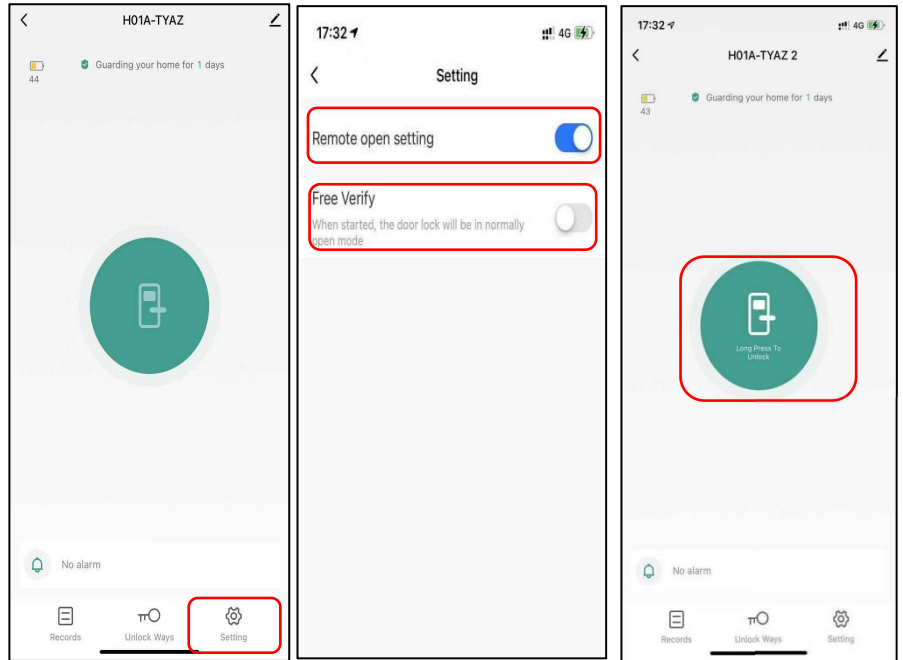 H01A-TYAZ
44
Guarding your home for 1 days
No alarm
Records
Unlock Ways
Setting
17:32
4G
Setting
Remote open setting
Free Verify
When started, the door lock will be in normally
open mode
17:32
4G
H01A-TYAZ 2
43
Guarding your home for 1 days
Long Press To
Unlock
No alarm
Records
Unlock Ways
Setting